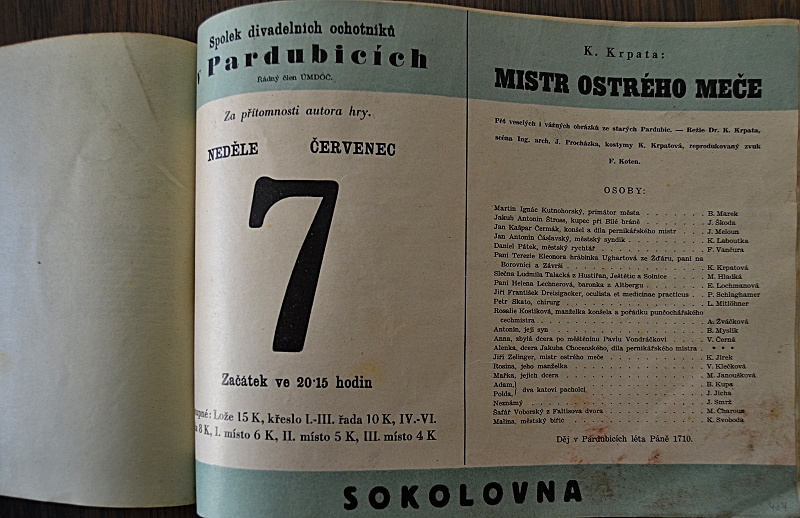 Spolek divadelních ochotníků
v Pardubicích
Řádný člen ÚMDOČ.
Za přítomnosti autora hry.
NEDĚLE ČERVENEC
7
Začátek ve 20·15 hodin
Lože 15 K, křeslo I.-III. řada 10 K, IV.-VI.
8 K, I. místo 6 K, II. místo 5 K, III. místo 4 K
K. Krpata:
MISTR OSTRÉHO MEČE
Pět veselých i vážných obrázků ze starých Pardubic. — Režie Dr. K. Krpata,
scéna Ing. arch. J. Procházka, kostymy K. Krpatová, reprodukovaný zvuk
F. Koten.
OSOBY:
Martin Ignác Kutnohorský, primátor města . . . . . . . B. Marek
Jakub Antonín Štross, kupec při Bílé bráně . . . . . . . J. Škoda
Jan Kašpar Čermák, konšel a díla perníkářského mistr . . . J. Meloun
Jan Antonín Čáslavský, městský syndik . . . . . . . K. Laboutka
Daniel Pátek, městský rychtář . . . . . . . F. Vančura
Paní Terezie Eleonora hraběnka Ughartová ze Žďáru, paní na
Borovnici a Závrší . . . . . . . K. Krpatová
Slečna Ludmila Talacká z Hustířan, Ještětic a Solnice . . . M. Hladká
Paní Helena Lechnerová, baronka z Altbergu . . . . . E. Lochmanová
Jiří František Dreisigacker, oculista et medicinae practicus . P. Schlaghamer
Petr Skato, chirurg . . . . . . . L. Mitlöhner
Rosalie Koslíková, manželka konšela a pořádku punčochářského
cechmistra . . . . . . . A. Žváčková
Antonín, její syn . . . . . . . B. Myslík
Anna, zbylá dcera po měštěnínu Pavlu Vondráčkovi . . . V. Černá
Alenka, dcera Jakuba Chocenského, díla perníkářského mistra . * * *
Jiří Zelinger, mistr ostrého meče . . . . . . . K. Jirek
Rosina, jeho manželka . . . . . . . V. Klečková
Mařka, jejich dcera . . . . . . . M. Janoušková
Adam, } dva katovi pacholci . . . . . . . B. Kupa
Polda, } J. Jícha
Neznámý . . . . . . . J. Smrž
Šafář Voborský z Faltisova dvora . . . . . . . M. Charous
Malina, městský biřic . . . . . . . K. Svoboda
Děj v Pardubicích léta Páně 1710.
SOKOLOVNA